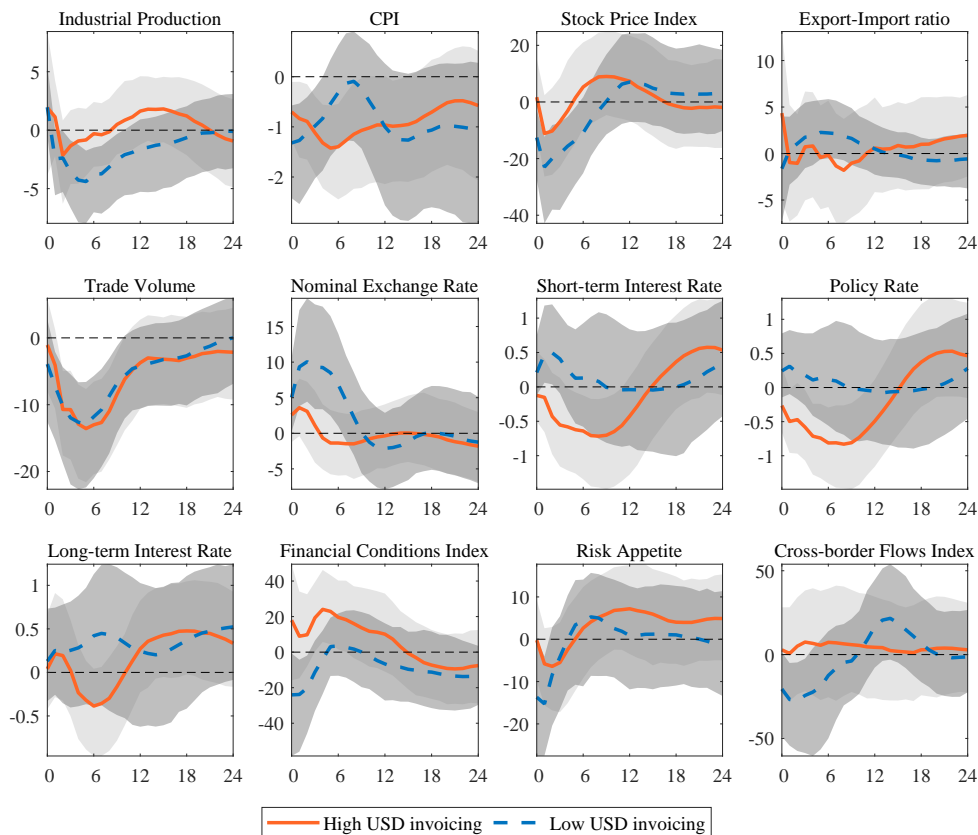 Industrial Production
CPI
Stock Price Index
Export-Import ratio
5
0
-5
0
-1
-2
20
0
-20
-40
10
5
0
-5
0 6 12 18 24
0 6 12 18 24
0 6 12 18 24
0 6 12 18 24
Trade Volume
Nominal Exchange Rate
Short-term Interest Rate
Policy Rate
0
-10
-20
15
10
5
0
-5
1
0.5
0
-0.5
-1
1
0.5
0
-0.5
-1
0 6 12 18 24
0 6 12 18 24
0 6 12 18 24
0 6 12 18 24
Long-term Interest Rate
Financial Conditions Index
Risk Appetite
Cross-border Flows Index
1
0.5
0
-0.5
40
20
0
-20
-40
10
0
-10
-20
50
0
-50
0 6 12 18 24
0 6 12 18 24
0 6 12 18 24
0 6 12 18 24
High USD invoicing
Low USD invoicing